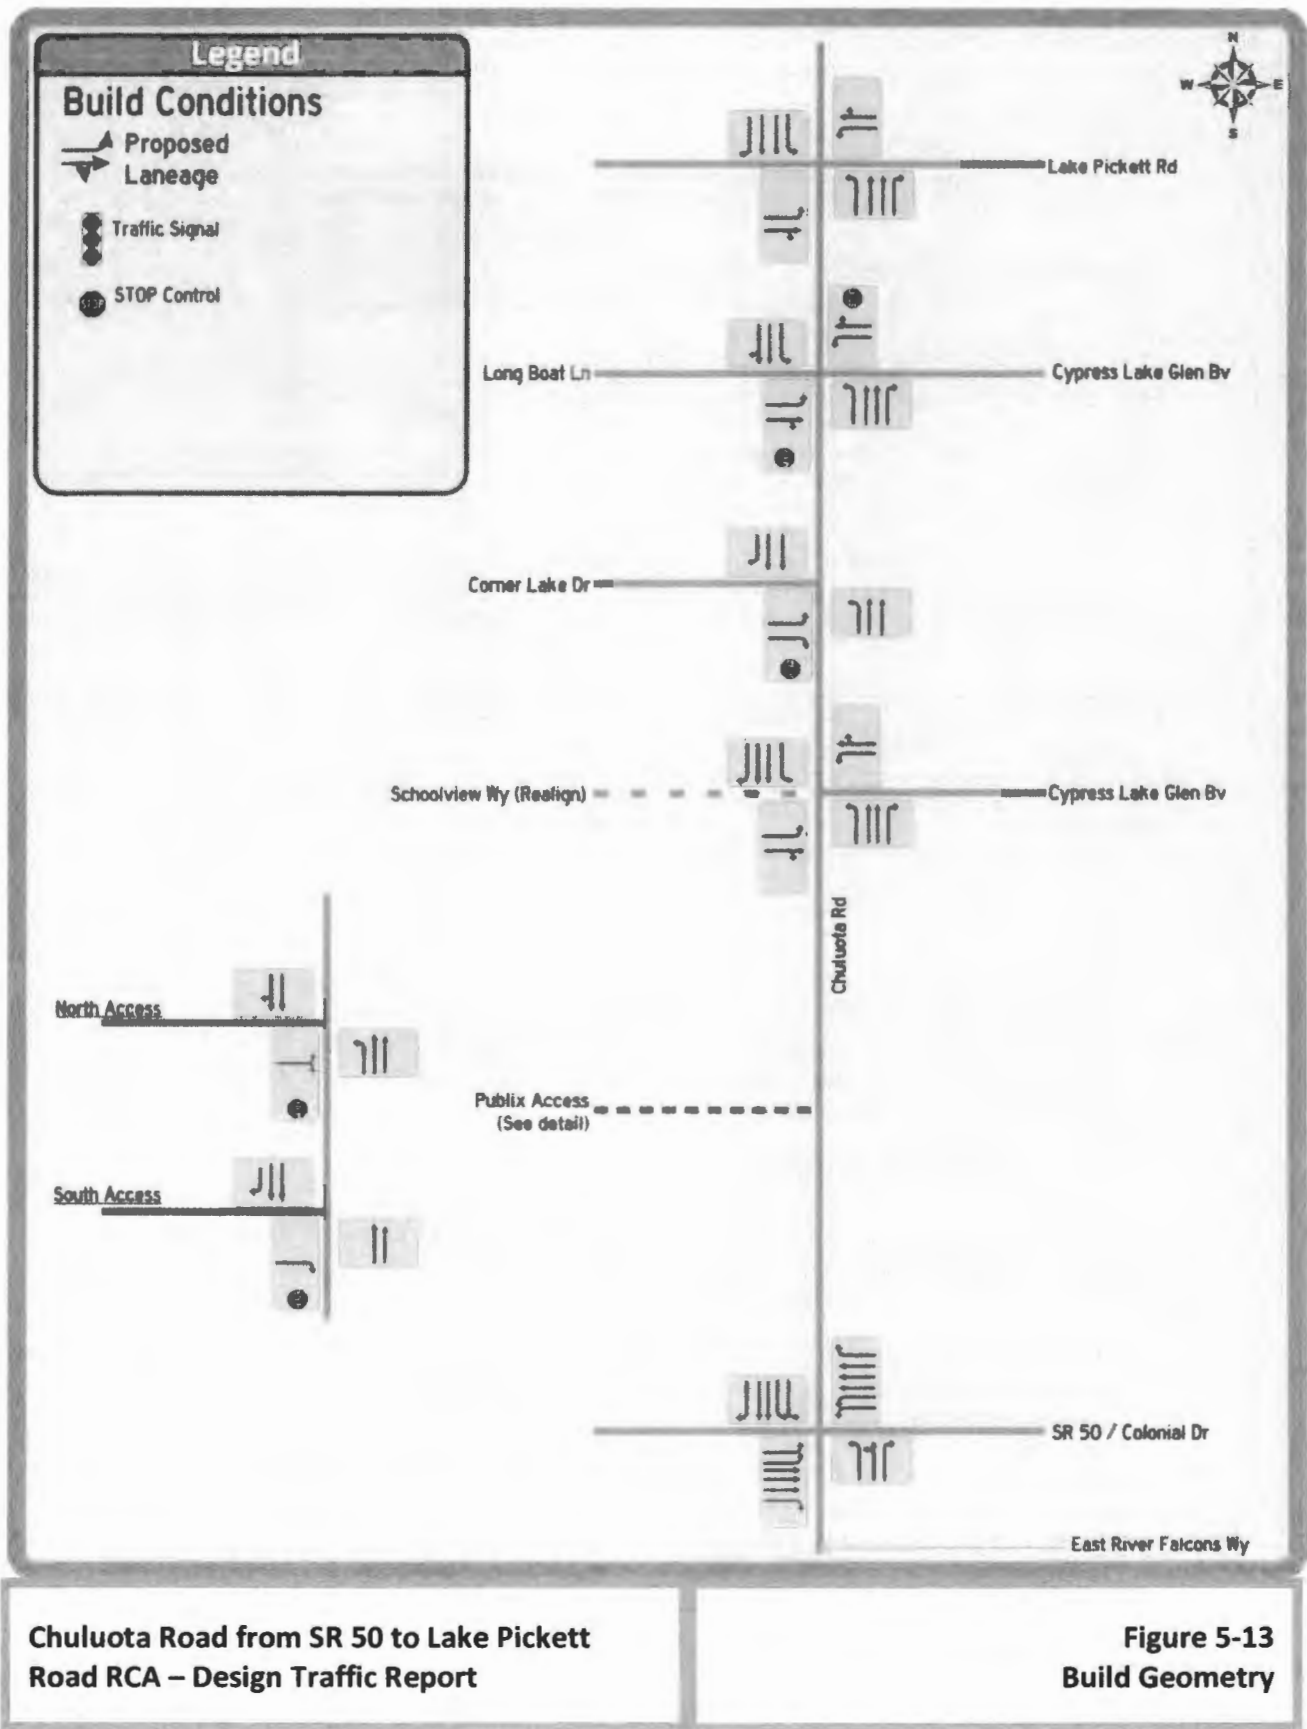 Legend
Build Conditions
Proposed
Laneage
Traffic Signal
STOP
STOP Control
N
W
E
S
Lake Pickett Rd
Long Boat Ln
Cypress Lake Glen Bv
Corner Lake Dr
Schoolview Wy (Realign)
Cypress Lake Glen Bv
Chuluota Rd
North Access
Publix Access
(See detail)
South Access
SR 50 / Colonial Dr
East River Falcons Wy
Chuluota Road from SR 50 to Lake Pickett
Road RCA – Design Traffic Report
Figure 5-13
Build Geometry